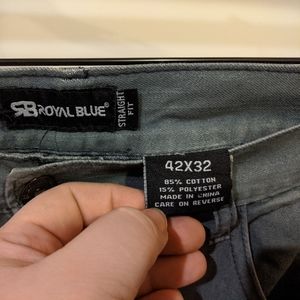 RB ROYAL BLUE®
STRAIGHT
FIT
42X32
85% COTTON
15% POLYESTER
MADE IN CHINA
CARE ON REVERSE